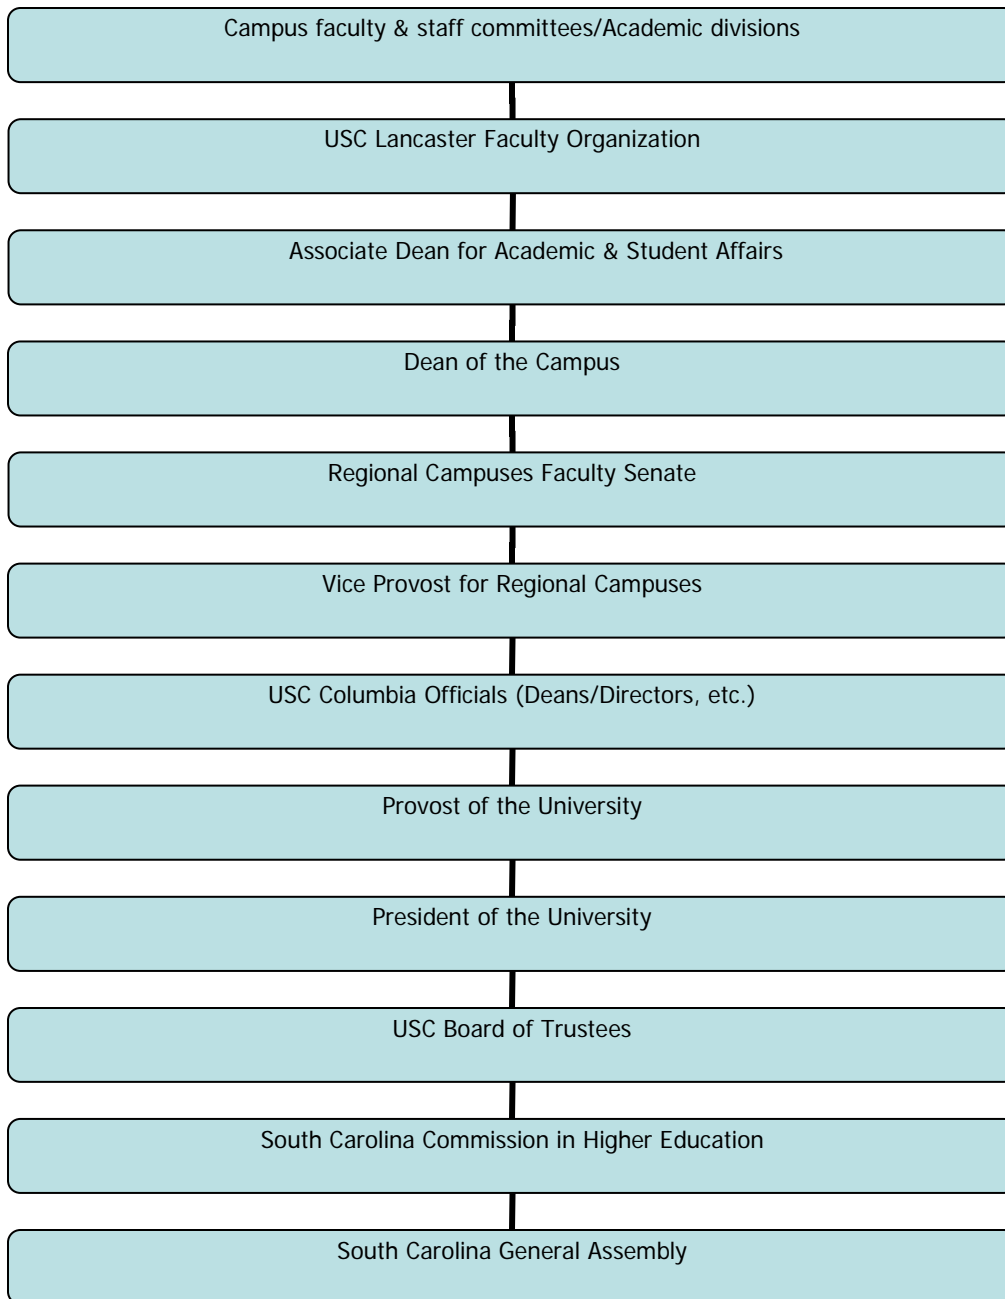 Campus faculty & staff committees/Academic divisions
USC Lancaster Faculty Organization
Associate Dean for Academic & Student Affairs
Dean of the Campus
Regional Campuses Faculty Senate
Vice Provost for Regional Campuses
USC Columbia Officials (Deans/Directors, etc.)
Provost of the University
President of the University
USC Board of Trustees
South Carolina Commission in Higher Education
South Carolina General Assembly